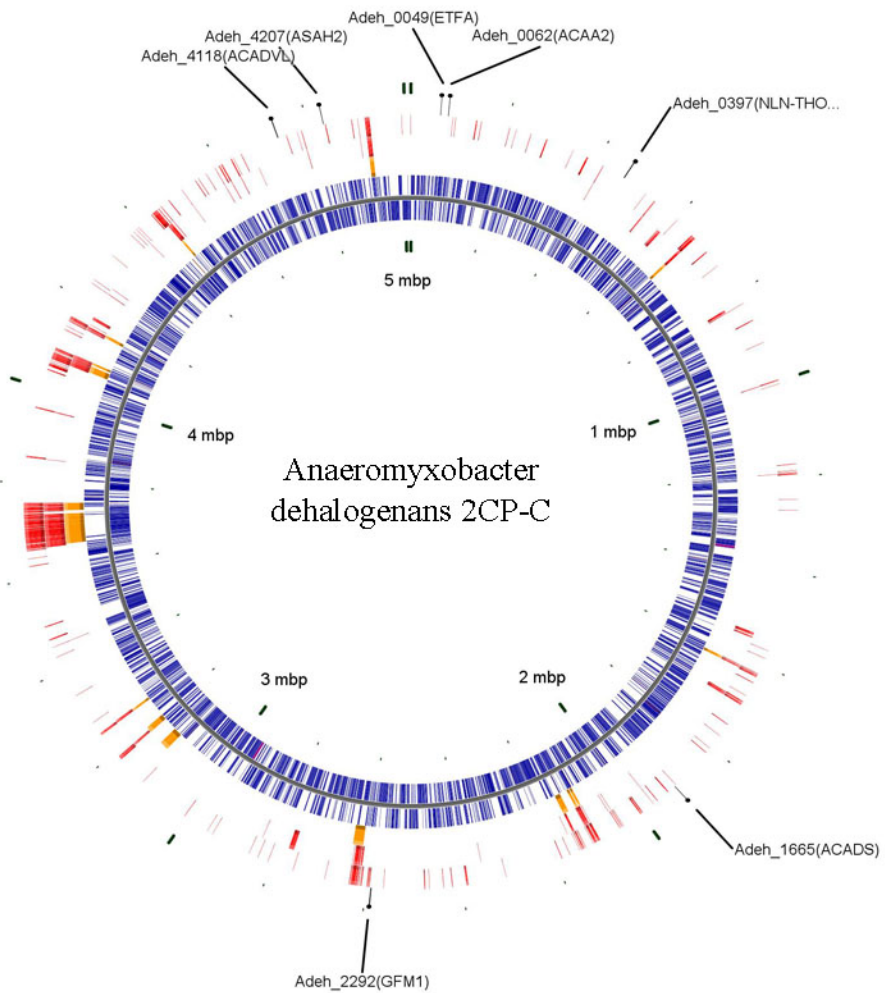 Adeh_0049(ETFA)
Adeh_4207(ASAH2)
Adeh_0062(ACAA2)
Adeh_4118(ACADVL)
Adeh_0397(NLN-THO...
5 mbp
4 mbp
1 mbp
Anaeromyxobacter
dehalogenans 2CP-C
3 mbp
2 mbp
Adeh_1665(ACADS)
Adeh_2292(GFM1)